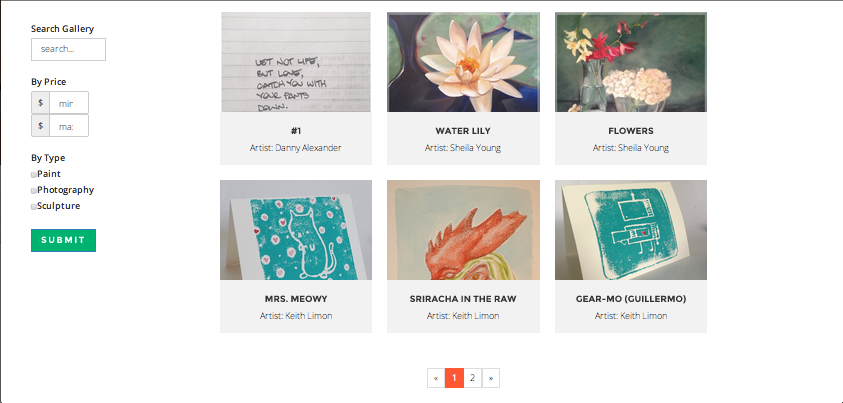 Search Gallery
search...
By Price
$ min
$ ma
By Type
Paint
Photography
Sculpture
SUBMIT
LET NOT LIFE,
BUT LOVE,
CATCH YOU WITH
YOUR PANTS
DOWN.
#1
Artist: Danny Alexander
WATER LILY
Artist: Sheila Young
FLOWERS
Artist: Sheila Young
MRS. MEOWY
Artist: Keith Limon
SRIRACHA IN THE RAW
Artist: Keith Limon
GEAR-MO (GUILLERMO)
Artist: Keith Limon
« 1 2 »